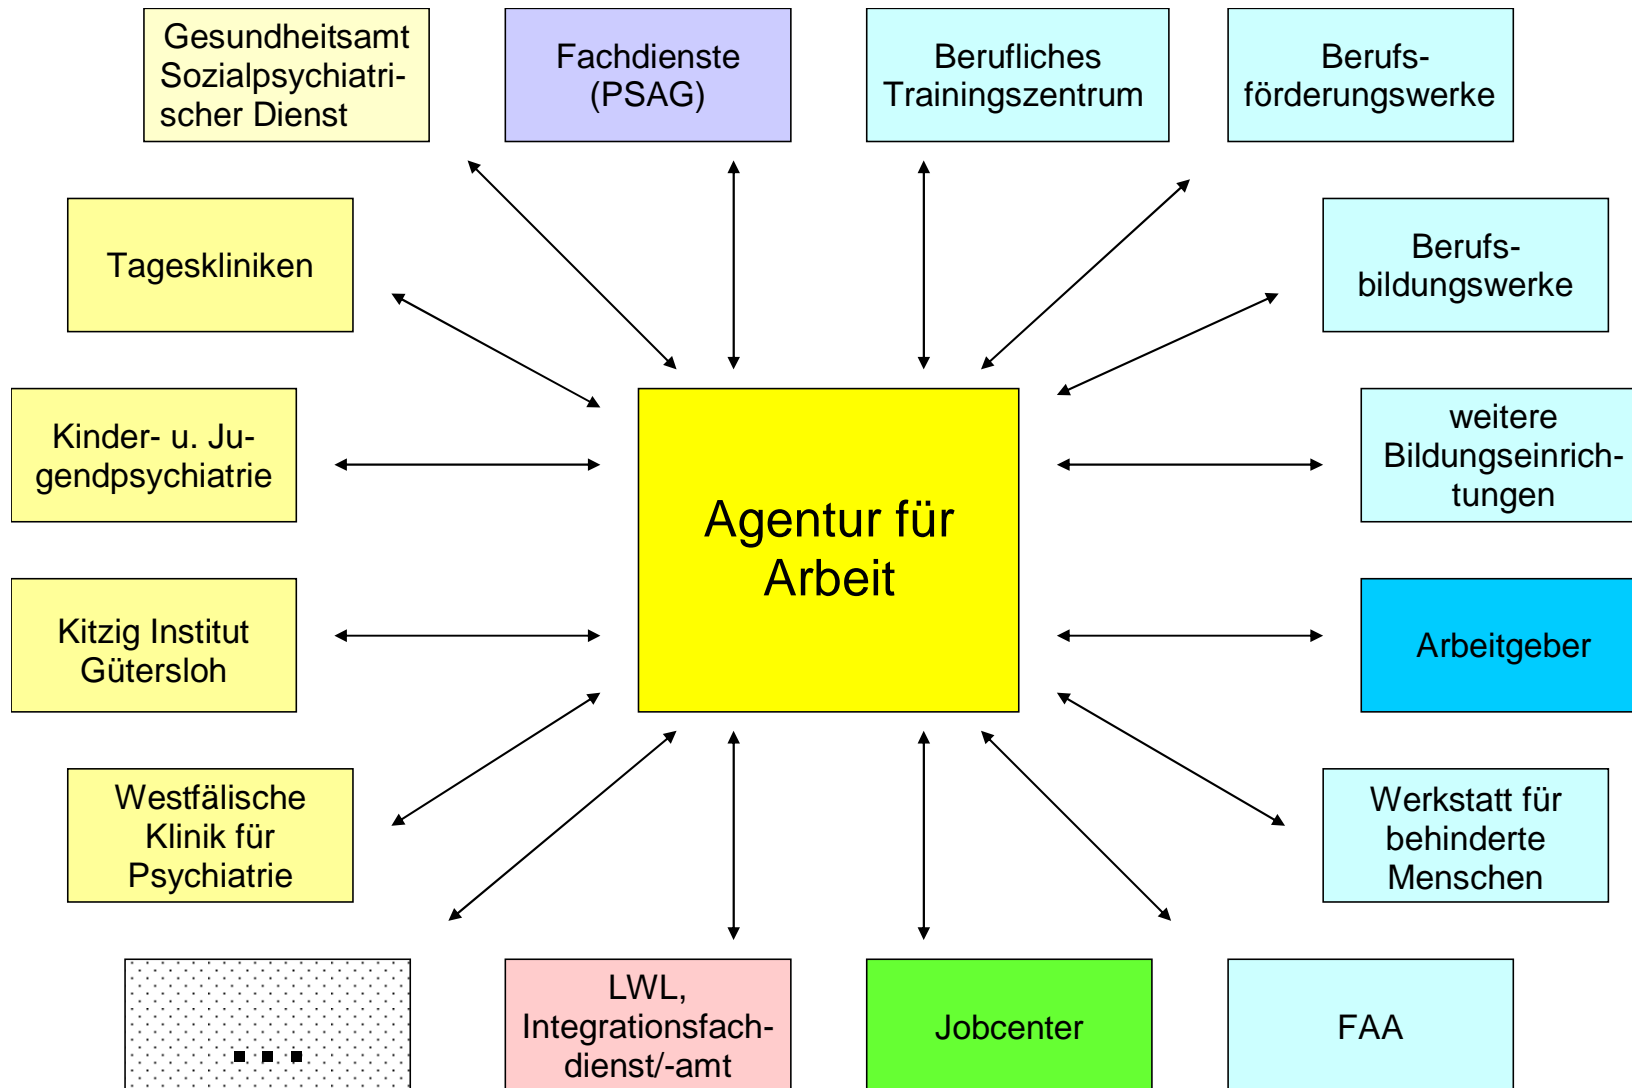 Gesundheitsamt
Sozialpsychiatri-
scher Dienst
Fachdienste
(PSAG)
Berufliches
Trainingszentrum
Berufs-
förderungswerke
Tageskliniken
Berufs-
bildungswerke
Kinder- u. Ju-
gendpsychiatrie
Agentur für
Arbeit
weitere
Bildungseinrich-
tungen
Kitzig Institut
Gütersloh
Arbeitgeber
Westfälische
Klinik für
Psychiatrie
Werkstatt für
behinderte
Menschen
...
LWL,
Integrationsfach-
dienst/-amt
Jobcenter
FAA